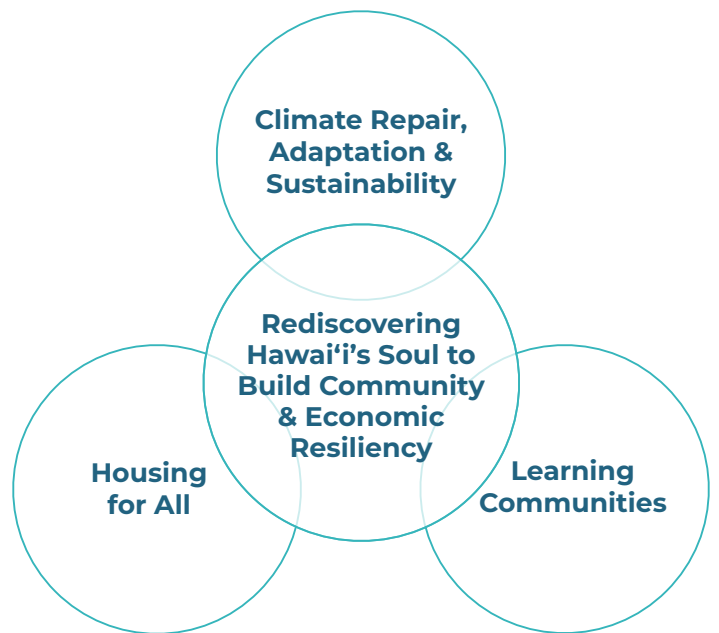 Climate Repair,
Adaptation &
Sustainability
Rediscovering
Hawaiʻi’s Soul to
Build Community
& Economic
Resiliency
Housing
for All
Learning
Communities